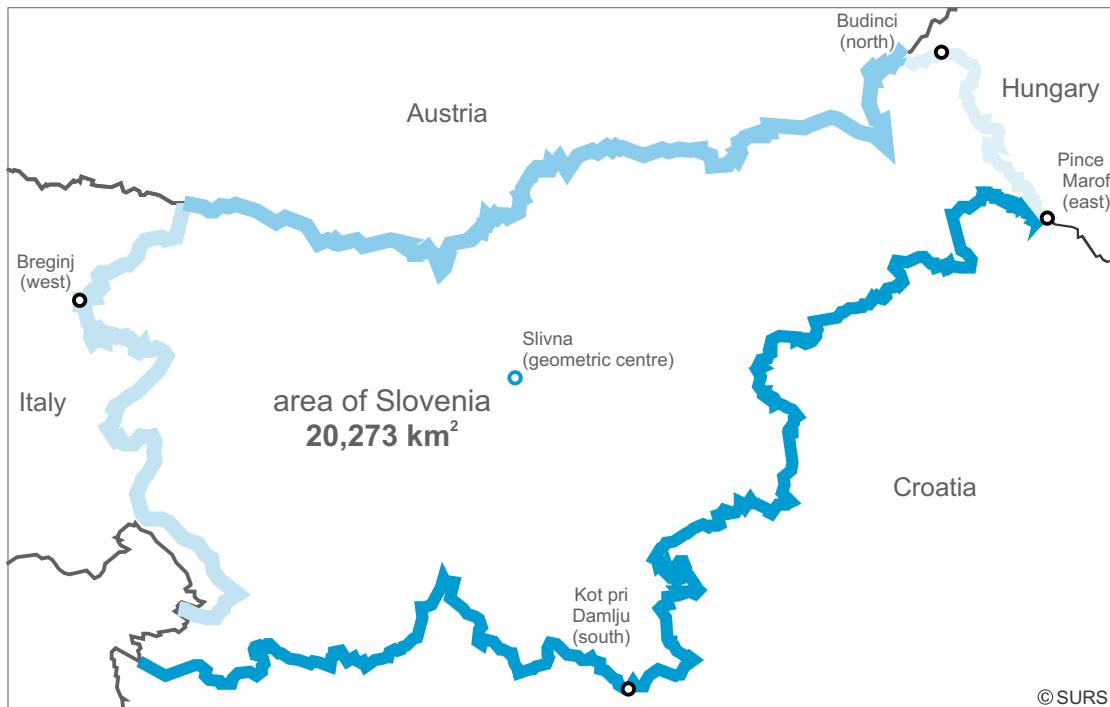 Budinci
(north)
Austria
Hungary
Pince -
Marof
(east)
Breginj
(west)
Slivna
(geometric centre)
Italy
area of Slovenia
20,273 km²
Croatia
Kot pri
Damlju
(south)
© SURS